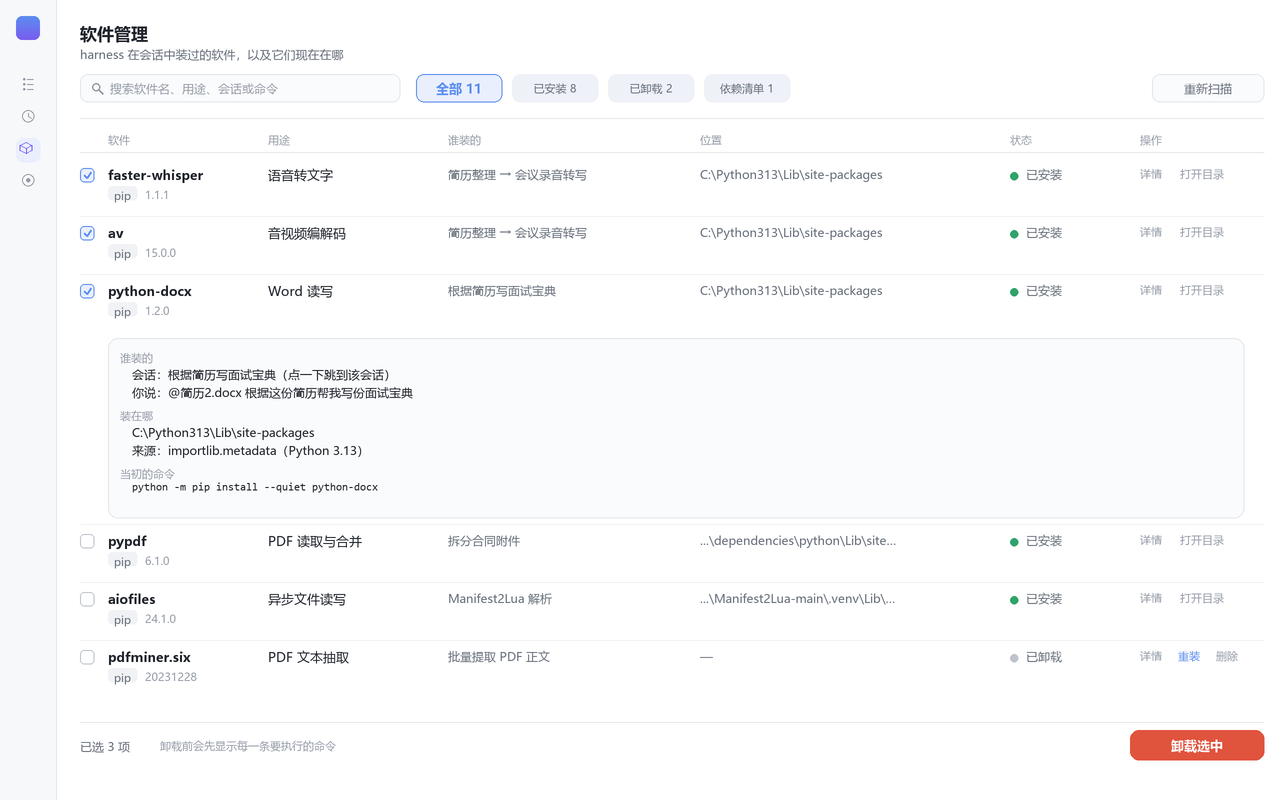 软件管理
harness 在会话中装过的软件，以及它们现在在哪
搜索软件名、用途、会话或命令
全部 11
已安装 8
已卸载 2
依赖清单 1
重新扫描
软件 用途 谁装的 位置 状态 操作
faster-whisper 语音转文字 简历整理 → 会议录音转写 C:\Python313\Lib\site-packages 已安装 详情 打开目录
pip 1.1.1
av 音视频编解码 简历整理 → 会议录音转写 C:\Python313\Lib\site-packages 已安装 详情 打开目录
pip 15.0.0
python-docx Word 读写 根据简历写面试宝典 C:\Python313\Lib\site-packages 已安装 详情 打开目录
pip 1.2.0
谁装的
会话：根据简历写面试宝典（点一下跳到该会话）
你说：@简历2.docx 根据这份简历帮我写份面试宝典
装在哪
C:\Python313\Lib\site-packages
来源：importlib.metadata（Python 3.13）
当初的命令
python -m pip install --quiet python-docx
pypdf PDF 读取与合并 拆分合同附件 ...\dependencies\python\Lib\site... 已安装 详情 打开目录
pip 6.1.0
aiofiles 异步文件读写 Manifest2Lua 解析 ...\Manifest2Lua-main\.venv\Lib\... 已安装 详情 打开目录
pip 24.1.0
pdfminer.six PDF 文本抽取 批量提取 PDF 正文 — 已卸载 详情 重装 删除
pip 20231228
已选 3 项 卸载前会先显示每一条要执行的命令
卸载选中